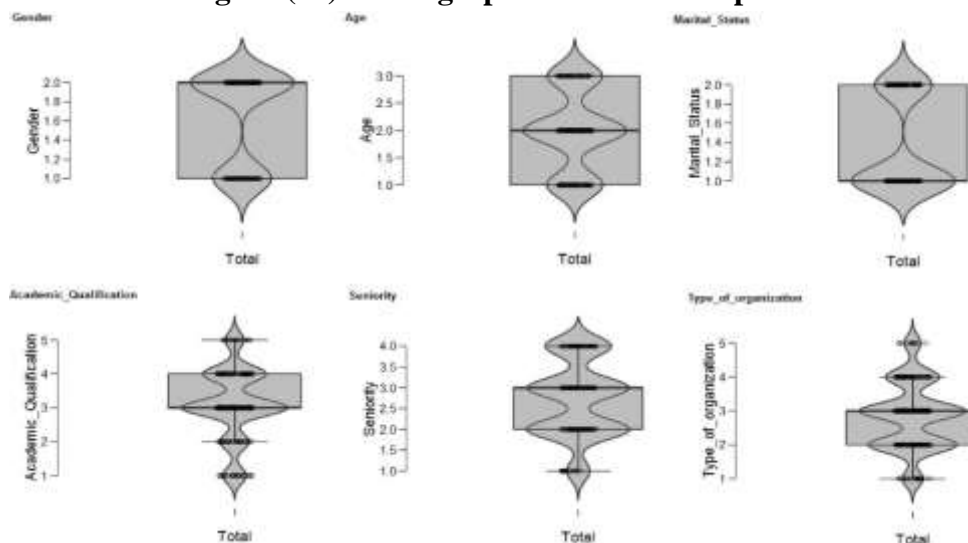 Gender
Age
Marital_Status
Gender
2.0
1.8
1.6
1.4
1.2
1.0
Total
Age
3.0
2.5
2.0
1.5
1.0
Total
Marital_Status
2.0
1.8
1.6
1.4
1.2
1.0
Total
Academic_Qualification
Seniority
Type_of_organization
Academic_Qualification
5
4
3
2
1
Total
Seniority
4.0
3.5
3.0
2.5
2.0
1.5
1.0
Total
Type_of_organization
5
4
3
2
1
Total